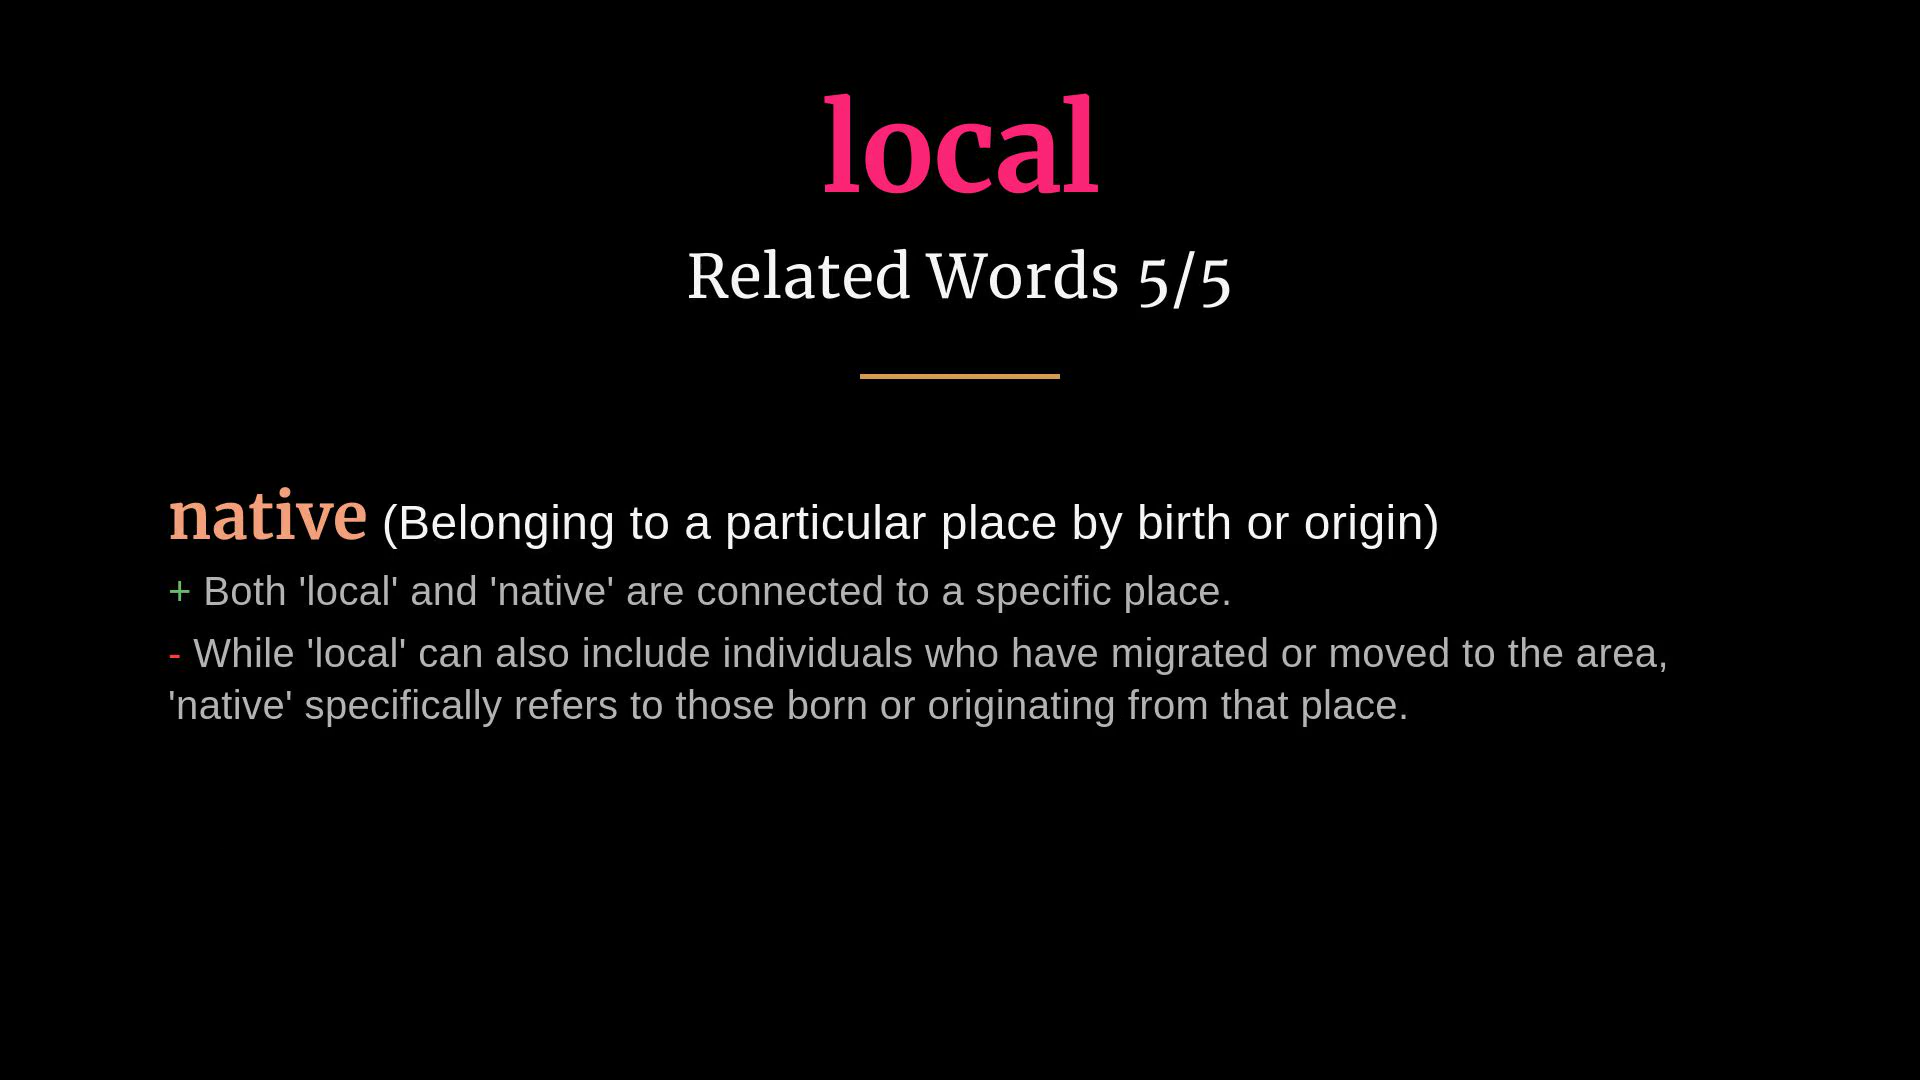 local
Related Words 5/5
native (Belonging to a particular place by birth or origin)
+ Both 'local' and 'native' are connected to a specific place.
- While 'local' can also include individuals who have migrated or moved to the area,
'native' specifically refers to those born or originating from that place.